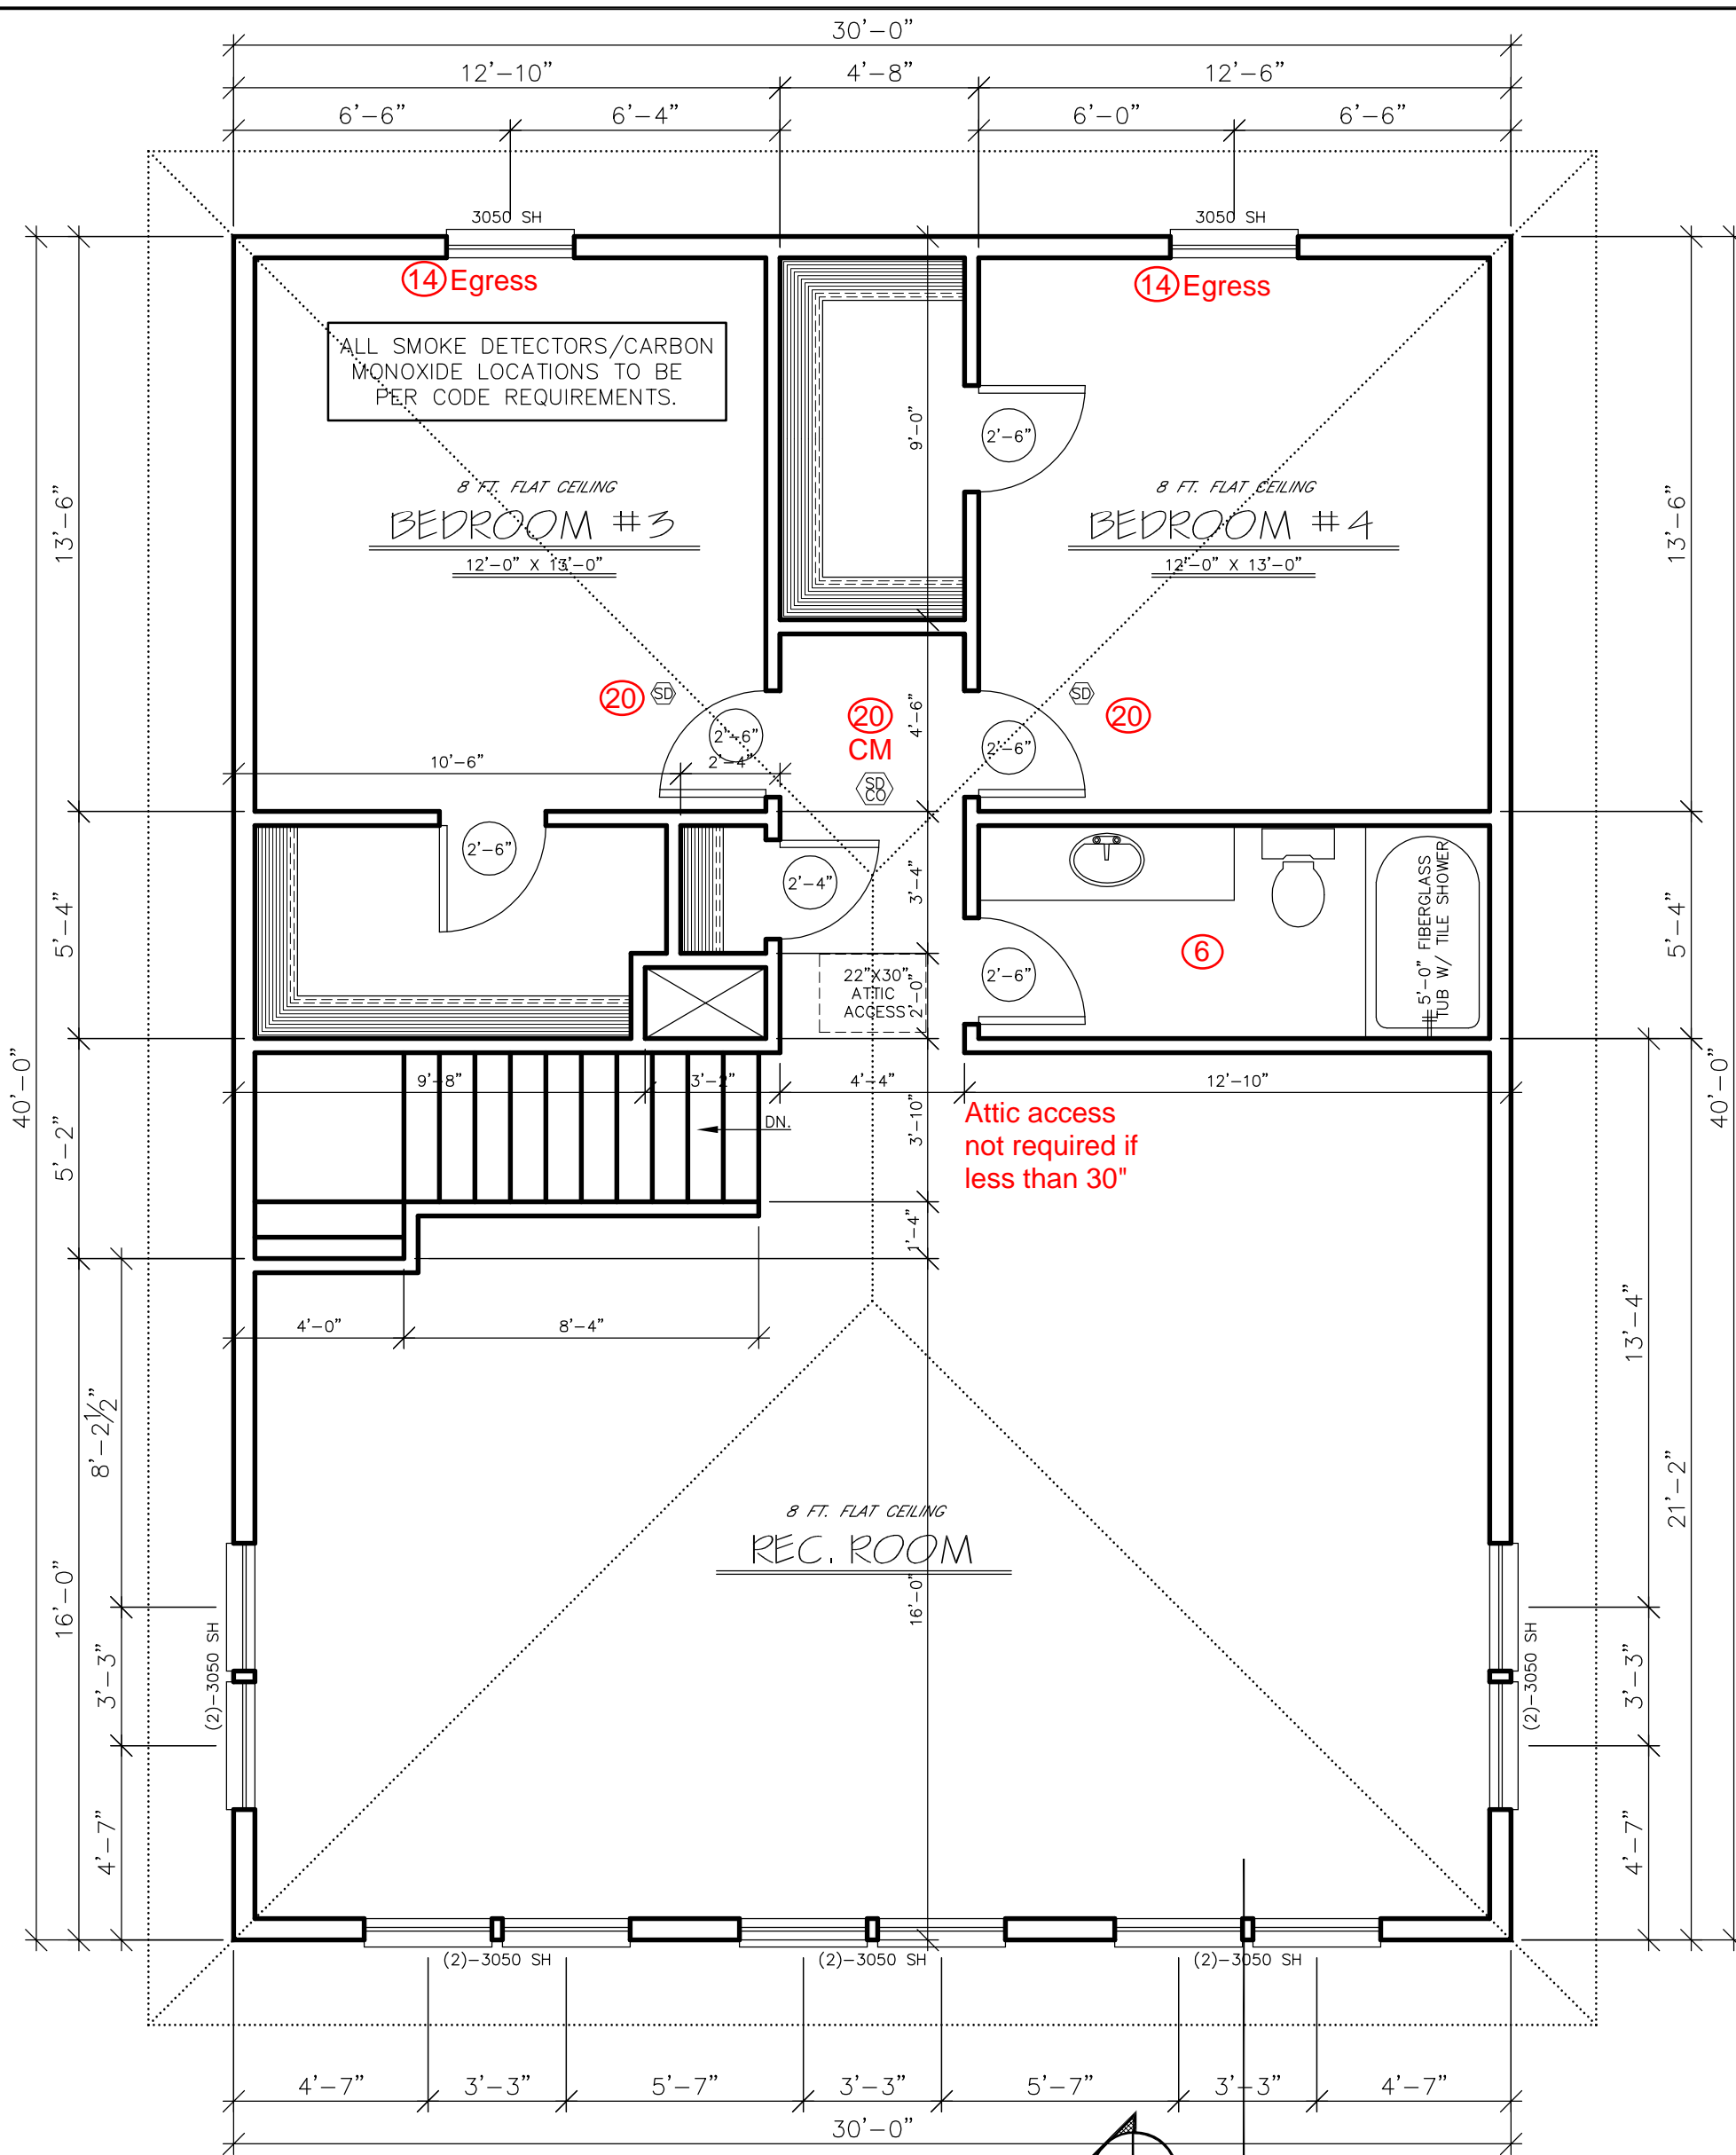 30'-0"
12'-10" 4'-8" 12'-6"
6'-6" 6'-4" 6'-0" 6'-6"
3050 SH 3050 SH
14 Egress 14 Egress
ALL SMOKE DETECTORS/CARBON
MONOXIDE LOCATIONS TO BE
PER CODE REQUIREMENTS.
9'-0"
2'-6"
8 FT. FLAT CEILING
BEDROOM #3
12'-0" X 13'-0"
8 FT. FLAT CEILING
BEDROOM #4
12'-0" X 13'-0"
13'-6" 13'-6"
20 SD
20
CM
SD
CO
SD 20
4'-6"
2'-6" 2'-6"
10'-6" 2'-4"
2'-6"
2'-4"
3'-4"
5'-4" 5'-4"
6
5'-0" FIBERGLASS
TUB W/ TILE SHOWER
22"X30"
ATTIC
ACCESS
2'-0"
2'-6"
40'-0" 40'-0"
9'-8" 3'-2" 4'-4" 12'-10"
DN.
3'-10"
Attic access
not required if
less than 30"
5'-2"
1'-4"
4'-0" 8'-4"
13'-4"
8'-2½"
21'-2"
8 FT. FLAT CEILING
REC. ROOM
16'-0"
16'-0"
(2)-3050 SH (2)-3050 SH
3'-3" 3'-3"
4'-7" 4'-7"
(2)-3050 SH (2)-3050 SH (2)-3050 SH
4'-7" 3'-3" 5'-7" 3'-3" 5'-7" 3'-3" 4'-7"
30'-0"